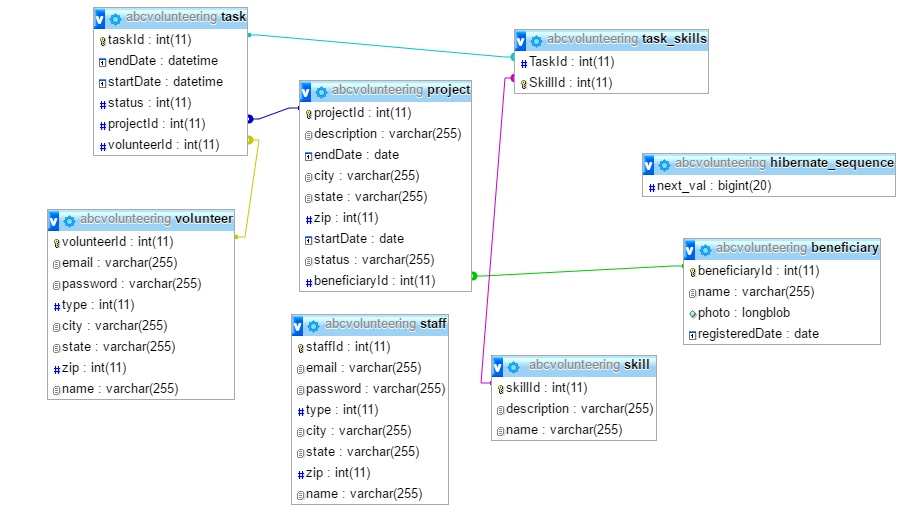 abcvolunteering task
taskId : int(11)
endDate : datetime
startDate : datetime
status : int(11)
projectId : int(11)
volunteerId : int(11)
abcvolunteering task_skills
TaskId : int(11)
SkillId : int(11)
abcvolunteering project
projectId : int(11)
description : varchar(255)
endDate : date
city : varchar(255)
state : varchar(255)
zip : int(11)
startDate : date
status : varchar(255)
beneficiaryId : int(11)
abcvolunteering hibernate_sequence
next_val : bigint(20)
abcvolunteering volunteer
volunteerId : int(11)
email : varchar(255)
password : varchar(255)
type : int(11)
city : varchar(255)
state : varchar(255)
zip : int(11)
name : varchar(255)
abcvolunteering beneficiary
beneficiaryId : int(11)
name : varchar(255)
photo : longblob
registeredDate : date
abcvolunteering staff
staffId : int(11)
email : varchar(255)
password : varchar(255)
type : int(11)
city : varchar(255)
state : varchar(255)
zip : int(11)
name : varchar(255)
abcvolunteering skill
skillId : int(11)
description : varchar(255)
name : varchar(255)